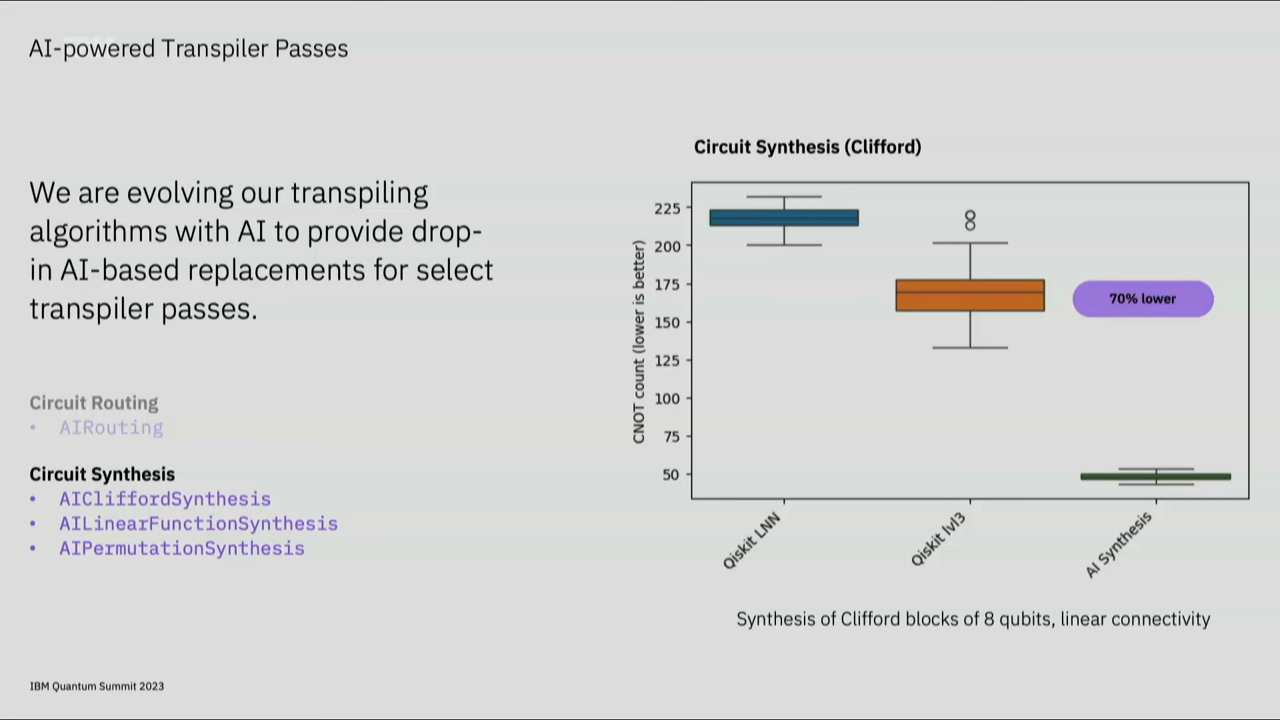 AI-powered Transpiler Passes
We are evolving our transpiling
algorithms with AI to provide drop-
in AI-based replacements for select
transpiler passes.
Circuit Routing
• AIRouting
Circuit Synthesis
• AICliffordSynthesis
• AILinearFunctionSynthesis
• AIPermutationSynthesis
IBM Quantum Summit 2023
Circuit Synthesis (Clifford)
CNOT count (lower is better)
225
200
175
150
125
100
75
50
70% lower
Qiskit LNN
Qiskit lvl3
AI Synthesis
Synthesis of Clifford blocks of 8 qubits, linear connectivity